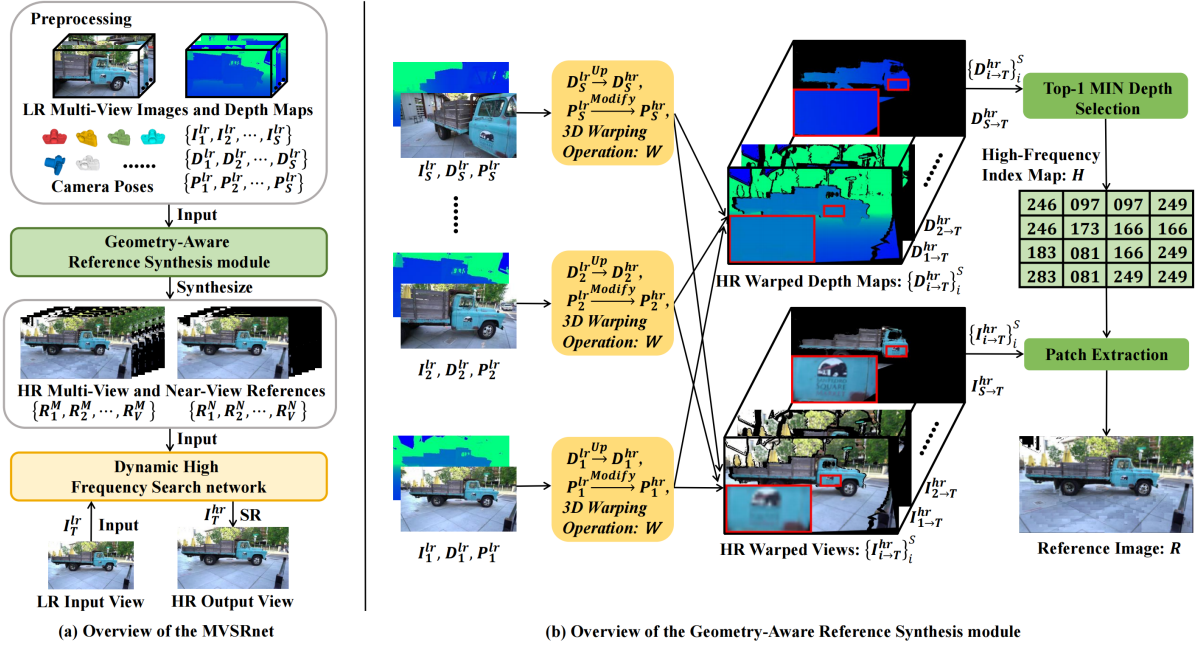 Preprocessing
LR Multi-View Images and Depth Maps
{I_1^{lr}, I_2^{lr}, ⋯, I_S^{lr}}
{D_1^{lr}, D_2^{lr}, ⋯, D_S^{lr}}
{P_1^{lr}, P_2^{lr}, ⋯, P_S^{lr}}
Camera Poses
Input
Geometry-Aware
Reference Synthesis module
Synthesize
HR Multi-View and Near-View References
{R_1^M, R_2^M, ⋯, R_V^M} {R_1^N, R_2^N, ⋯, R_V^N}
Input
Dynamic High
Frequency Search network
I_T^{lr} Input I_T^{hr} SR
LR Input View HR Output View
(a) Overview of the MVSRnet
I_S^{lr}, D_S^{lr}, P_S^{lr}
D_S^{lr} Up→ D_S^{hr},
P_S^{lr} Modify→ P_S^{hr},
3D Warping
Operation: W
I_2^{lr}, D_2^{lr}, P_2^{lr}
D_2^{lr} Up→ D_2^{hr},
P_2^{lr} Modify→ P_2^{hr},
3D Warping
Operation: W
I_1^{lr}, D_1^{lr}, P_1^{lr}
D_1^{lr} Up→ D_1^{hr},
P_1^{lr} Modify→ P_1^{hr},
3D Warping
Operation: W
{D_{i→T}^{hr}}_i^S
D_{S→T}^{hr}
D_{2→T}^{hr}
D_{1→T}^{hr}
HR Warped Depth Maps: {D_{i→T}^{hr}}_i^S
{I_{i→T}^{hr}}_i^S
I_{S→T}^{hr}
SQUARE
I_{2→T}^{hr}
I_{1→T}^{hr}
HR Warped Views: {I_{i→T}^{hr}}_i^S
Top-1 MIN Depth
Selection
High-Frequency
Index Map: H
246 097 097 249
246 173 166 166
183 081 166 249
283 081 249 249
Patch Extraction
Reference Image: R
(b) Overview of the Geometry-Aware Reference Synthesis module